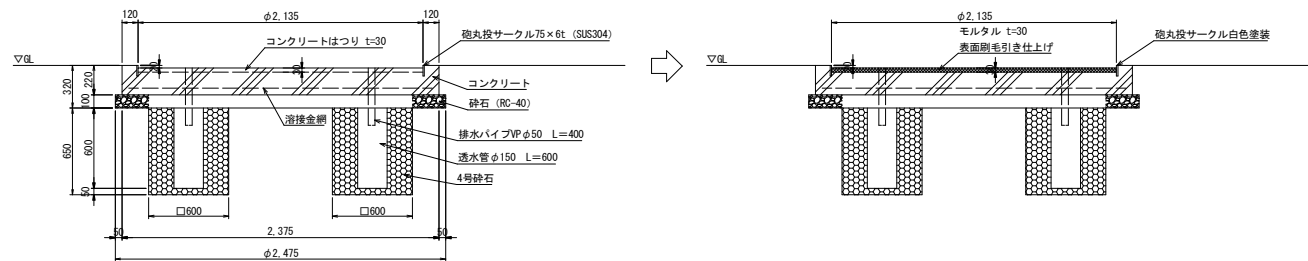 120
φ2,135
120
コンクリートはつり t=30
砲丸投サークル75×6t (SUS304)
▽GL
30
コンクリート
320
220
100
砕石 (RC-40)
溶接金網
排水パイプVPφ50 L=400
透水管φ150 L=600
4号砕石
650
600
50
□600
□600
50
2,375
50
φ2,475
φ2,135
モルタル t=30
表面刷毛引き仕上げ
砲丸投サークル白色塗装
▽GL
30